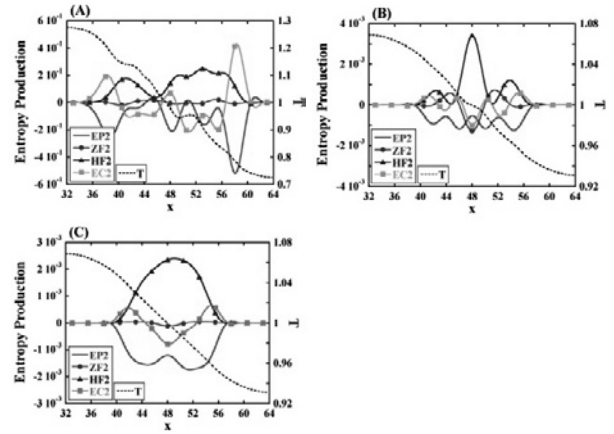 (A)
6 10⁻³
4 10⁻³
2 10⁻³
0
-2 10⁻³
-4 10⁻³
-6 10⁻³
Entropy Production
1.3
1.2
1.1
1
0.9
0.8
0.7
T
EP2
ZF2
HF2
EC2
T
32 36 40 44 48 52 56 60 64
x
(B)
4 10⁻³
2 10⁻³
0
-2 10⁻³
-4 10⁻³
Entropy Production
1.08
1.04
1
0.96
0.92
T
EP2
ZF2
HF2
EC2
T
32 36 40 44 48 52 56 60 64
x
(C)
3 10⁻³
2 10⁻³
1 10⁻³
0
-1 10⁻³
-2 10⁻³
-3 10⁻³
Entropy Production
1.08
1.04
1
0.96
0.92
T
EP2
ZF2
HF2
EC2
T
32 36 40 44 48 52 56 60 64
x